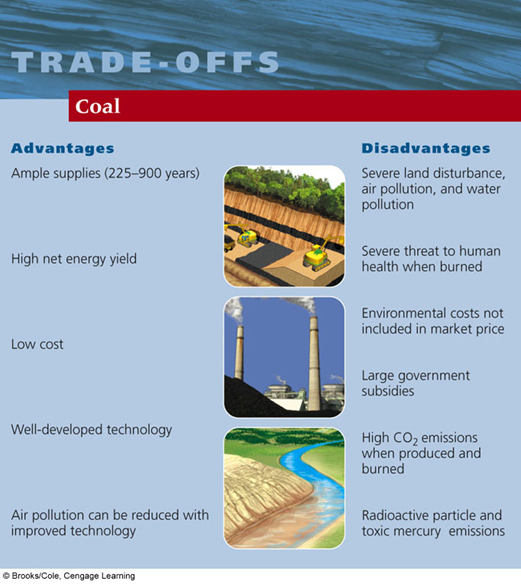 TRADE-OFFS
Coal
Advantages
Ample supplies (225–900 years)
High net energy yield
Low cost
Well-developed technology
Air pollution can be reduced with
improved technology
Disadvantages
Severe land disturbance,
air pollution, and water
pollution
Severe threat to human
health when burned
Environmental costs not
included in market price
Large government
subsidies
High CO₂ emissions
when produced and
burned
Radioactive particle and
toxic mercury emissions
© Brooks/Cole, Cengage Learning